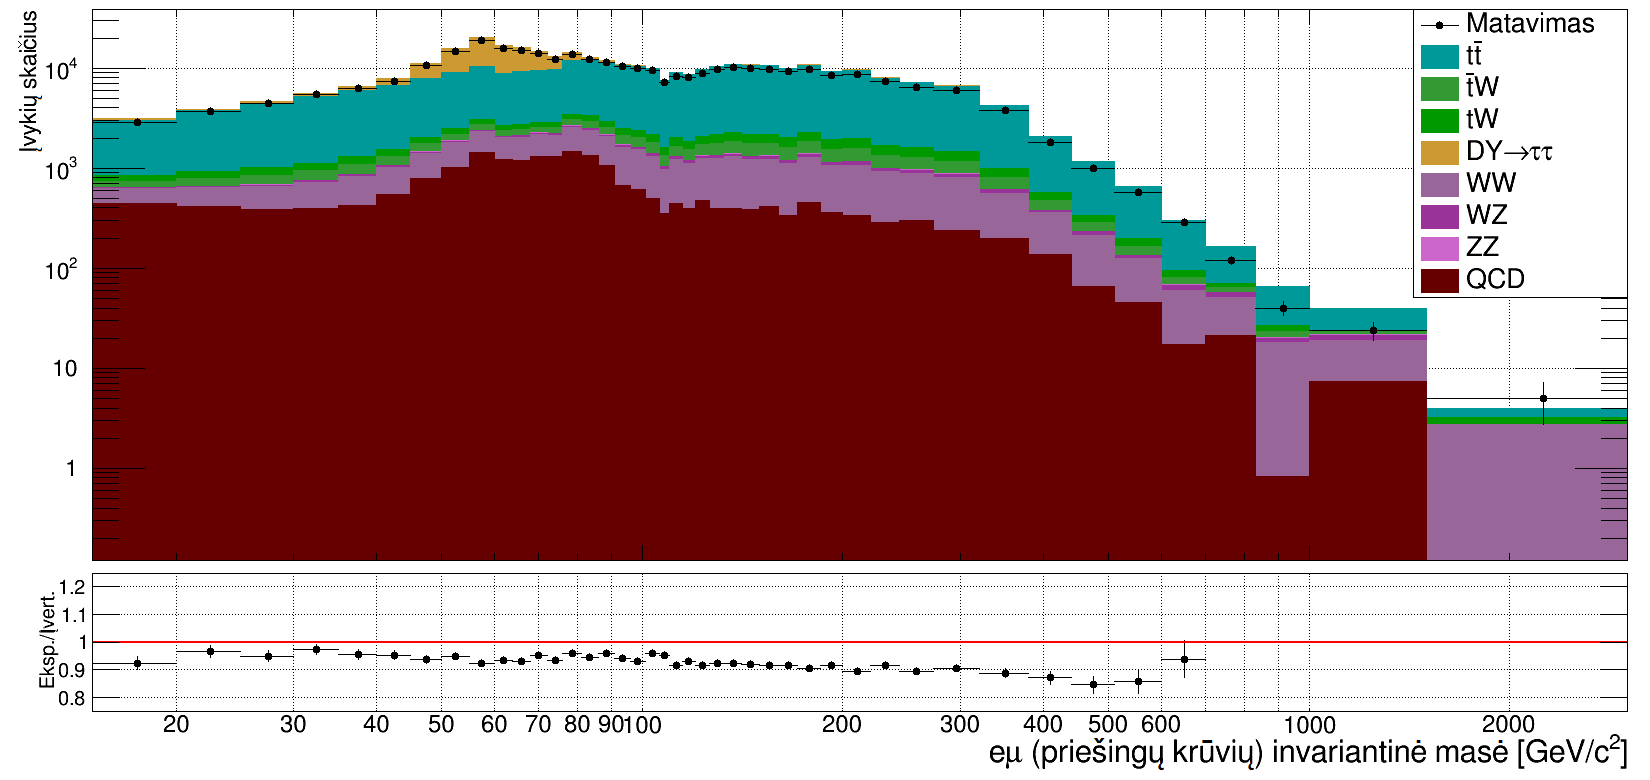 Įvykių skaičius
10⁴
10³
10²
10
1
Matavimas
tt̄
t̄W
tW
DY→ττ
WW
WZ
ZZ
QCD
Eksp./Įvert.
1.2
1.1
1
0.9
0.8
20 30 40 50 60 70 80 90 100 200 300 400 500 600 1000 2000
eμ (priešingų krūvių) invariantinė masė [GeV/c²]